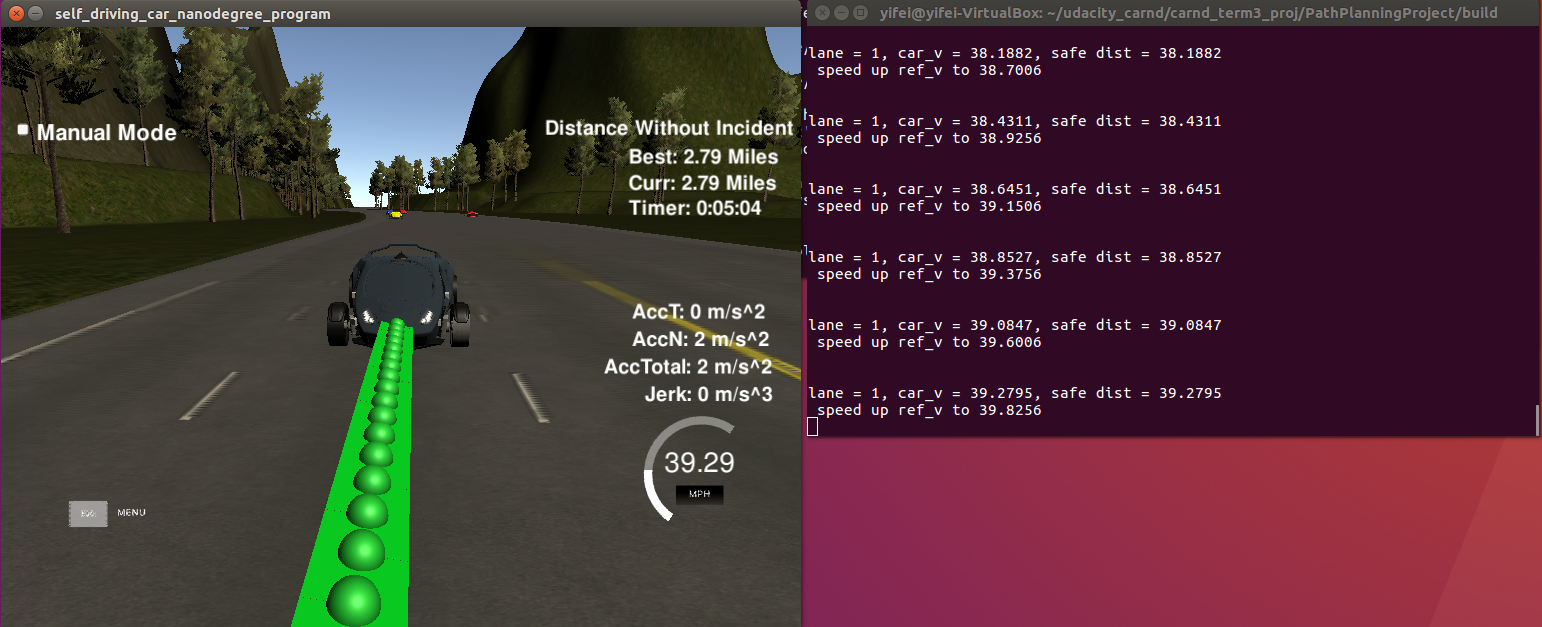 self_driving_car_nanodegree_program
Manual Mode
Distance Without Incident
Best: 2.79 Miles
Curr: 2.79 Miles
Timer: 0:05:04
AccT: 0 m/s^2
AccN: 2 m/s^2
AccTotal: 2 m/s^2
Jerk: 0 m/s^3
39.29
MPH
MENU
yifei@yifei-VirtualBox: ~/udacity_carnd/carnd_term3_proj/PathPlanningProject/build
lane = 1, car_v = 38.1882, safe dist = 38.1882
speed up ref_v to 38.7006
lane = 1, car_v = 38.4311, safe dist = 38.4311
speed up ref_v to 38.9256
lane = 1, car_v = 38.6451, safe dist = 38.6451
speed up ref_v to 39.1506
lane = 1, car_v = 38.8527, safe dist = 38.8527
speed up ref_v to 39.3756
lane = 1, car_v = 39.0847, safe dist = 39.0847
speed up ref_v to 39.6006
lane = 1, car_v = 39.2795, safe dist = 39.2795
speed up ref_v to 39.8256